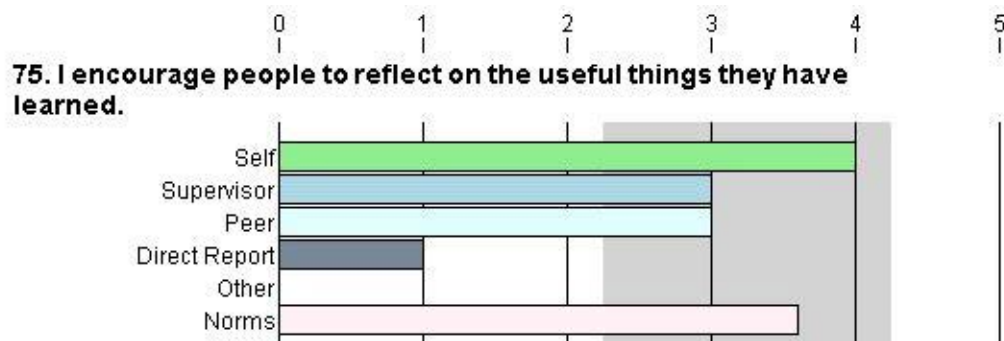 0 1 2 3 4 5
75. I encourage people to reflect on the useful things they have
learned.
Self
Supervisor
Peer
Direct Report
Other
Norms